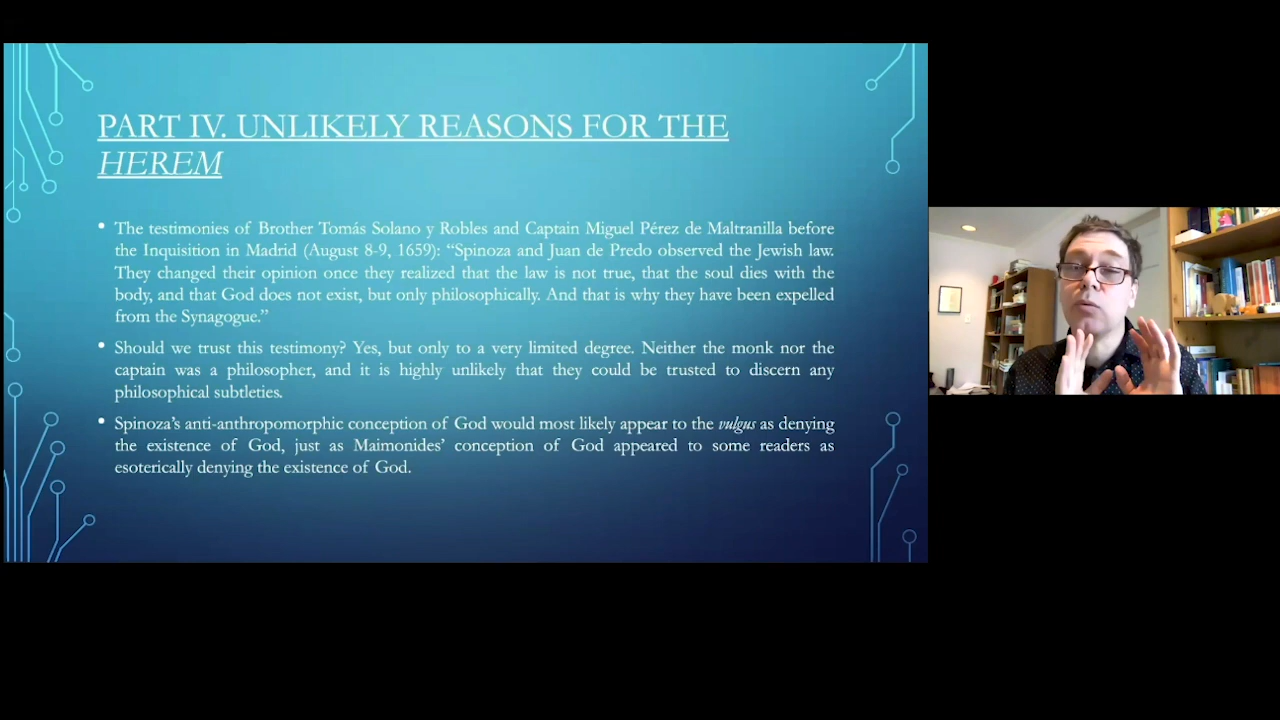 PART IV. UNLIKELY REASONS FOR THE
HEREM
• The testimonies of Brother Tomás Solano y Robles and Captain Miguel Pérez de Maltranilla before
the Inquisition in Madrid (August 8-9, 1659): “Spinoza and Juan de Predo observed the Jewish law.
They changed their opinion once they realized that the law is not true, that the soul dies with the
body, and that God does not exist, but only philosophically. And that is why they have been expelled
from the Synagogue.”
• Should we trust this testimony? Yes, but only to a very limited degree. Neither the monk nor the
captain was a philosopher, and it is highly unlikely that they could be trusted to discern any
philosophical subtleties.
• Spinoza’s anti-anthropomorphic conception of God would most likely appear to the vulgus as denying
the existence of God, just as Maimonides’ conception of God appeared to some readers as
esoterically denying the existence of God.